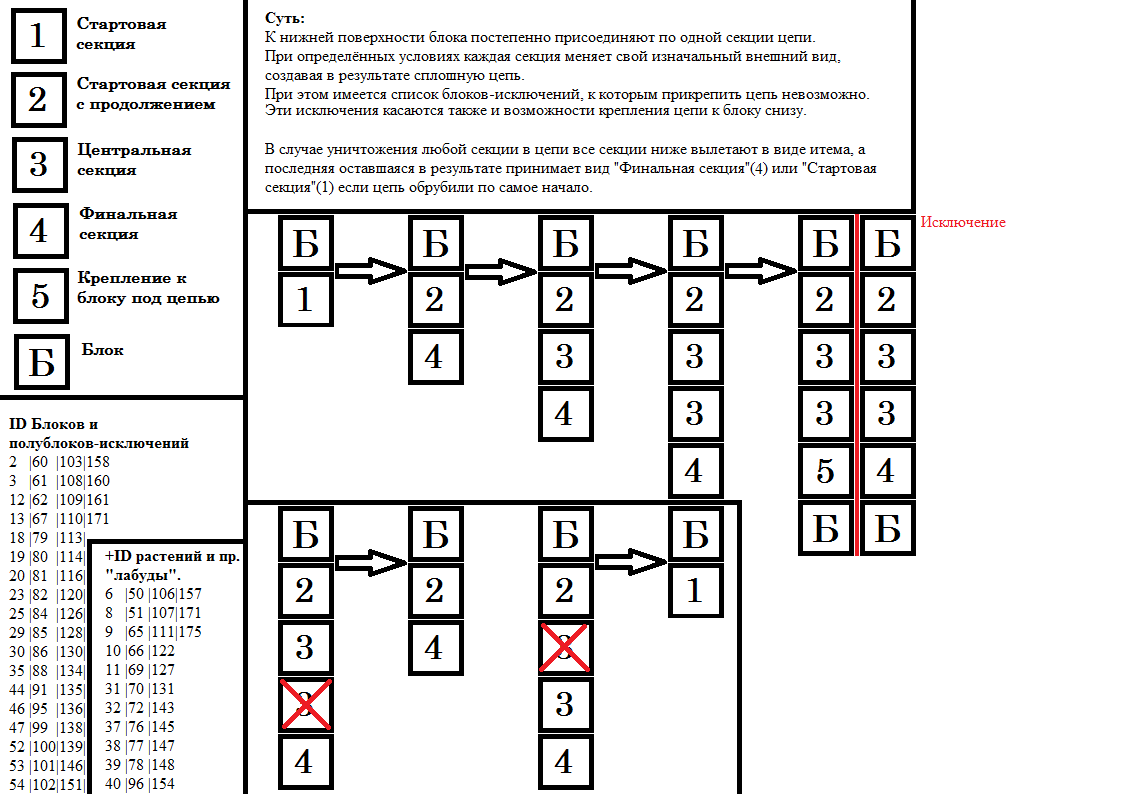 1 Стартовая
секция
2 Стартовая секция
с продолжением
3 Центральная
секция
4 Финальная
секция
5 Крепление к
блоку под цепью
Б Блок
Суть:
К нижней поверхности блока постепенно присоединяют по одной секции цепи.
При определённых условиях каждая секция меняет свой изначальный внешний вид,
создавая в результате сплошную цепь.
При этом имеется список блоков-исключений, к которым прикрепить цепь невозможно.
Эти исключения касаются также и возможности крепления цепи к блоку снизу.
В случае уничтожения любой секции в цепи все секции ниже вылетают в виде итема, а
последняя оставшаяся в результате принимает вид "Финальная секция"(4) или "Стартовая
секция"(1) если цепь обрубили по самое начало.
Исключение
Б Б Б Б Б Б
1 2 2 2 2 2
4 3 3 3 3
4 3 3 3
4 5 4
Б Б
Б Б Б Б
2 2 2 1
3 4 3
3 3
4 4
ID Блоков и
полублоков-исключений
2 |60 |103|158
3 |61 |108|160
12 |62 |109|161
13 |67 |110|171
18 |79 |113|
19 |80 |114|
20 |81 |116|
23 |82 |120|
25 |84 |126|
29 |85 |128|
30 |86 |130|
35 |88 |134|
44 |91 |135|
46 |95 |136|
47 |99 |138|
52 |100|139|
53 |101|146|
54 |102|151|
+ID растений и пр.
"лабуды".
6 |50 |106|157
8 |51 |107|171
9 |65 |111|175
10 |66 |122
11 |69 |127
31 |70 |131
32 |72 |143
37 |76 |145
38 |77 |147
39 |78 |148
40 |96 |154